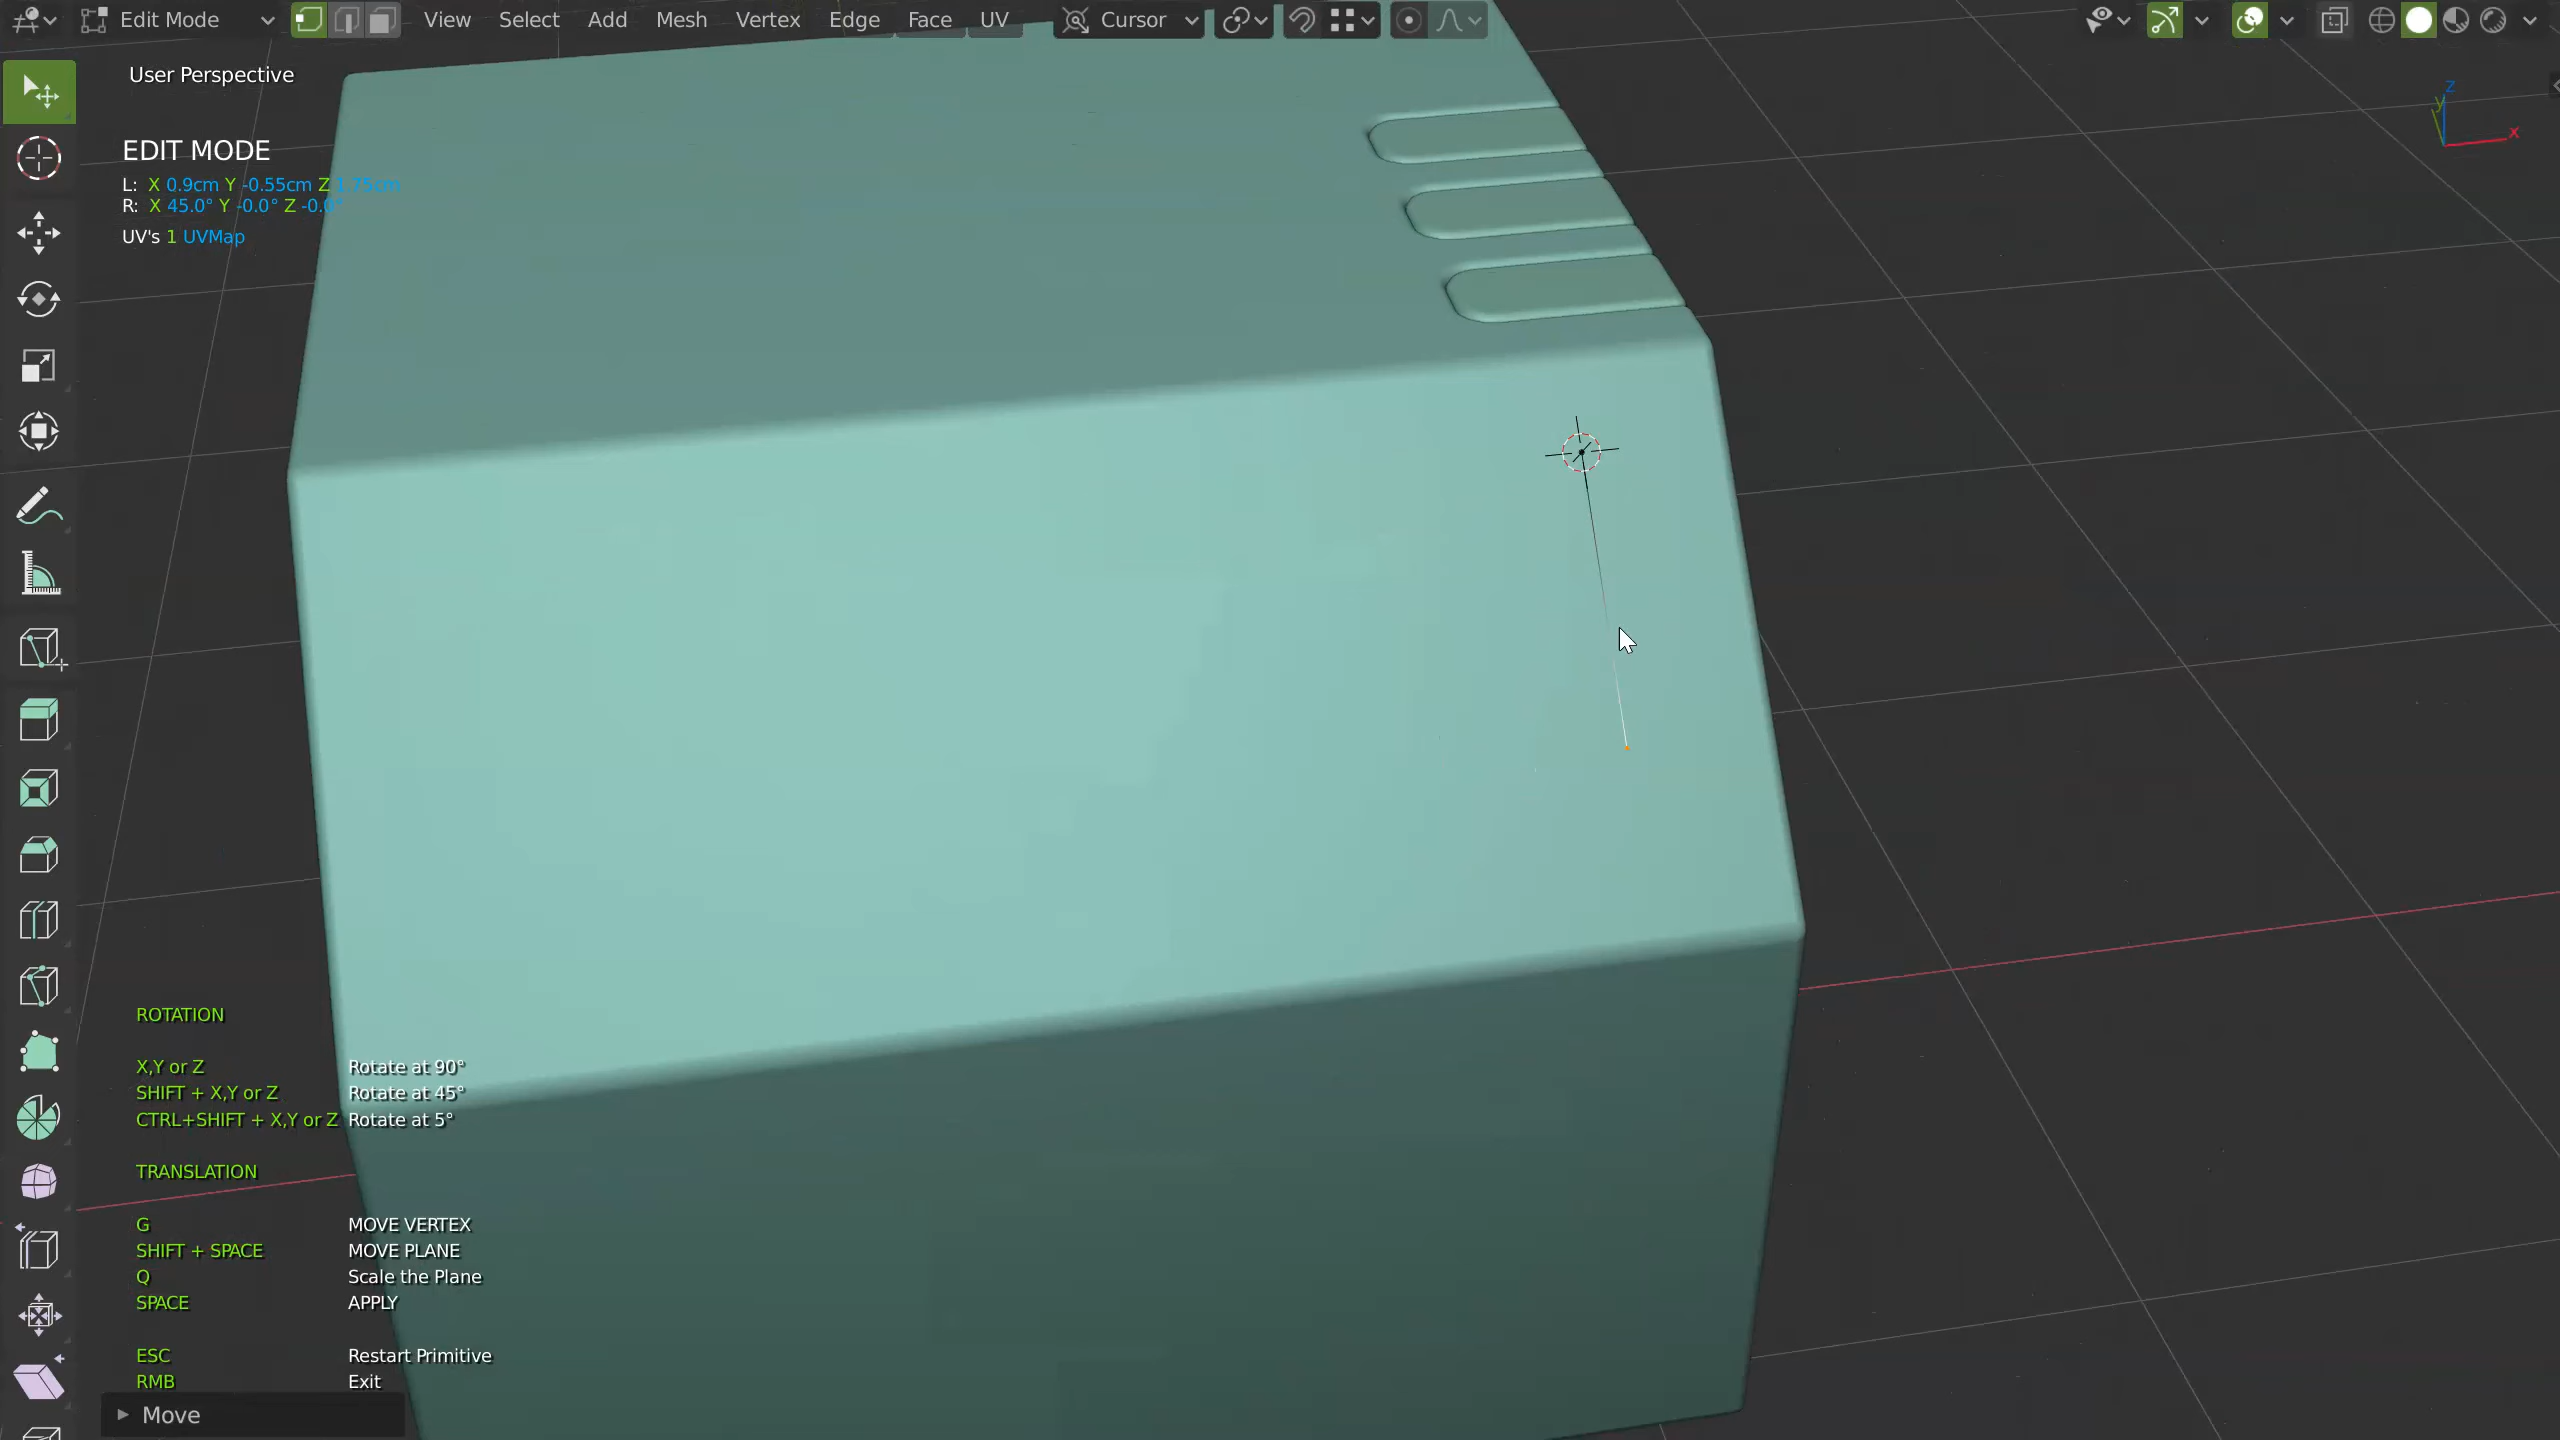 Edit Mode View Select Add Mesh Vertex Edge Face UV Cursor
User Perspective
EDIT MODE
L: X 0.9cm Y -0.55cm Z 1.75cm
R: X 45.0° Y -0.0° Z -0.0°
UV's 1 UVMap
Z
Y
X
ROTATION
X,Y or Z Rotate at 90°
SHIFT + X,Y or Z Rotate at 45°
CTRL+SHIFT + X,Y or Z Rotate at 5°
TRANSLATION
G MOVE VERTEX
SHIFT + SPACE MOVE PLANE
Q Scale the Plane
SPACE APPLY
ESC Restart Primitive
RMB Exit
Move